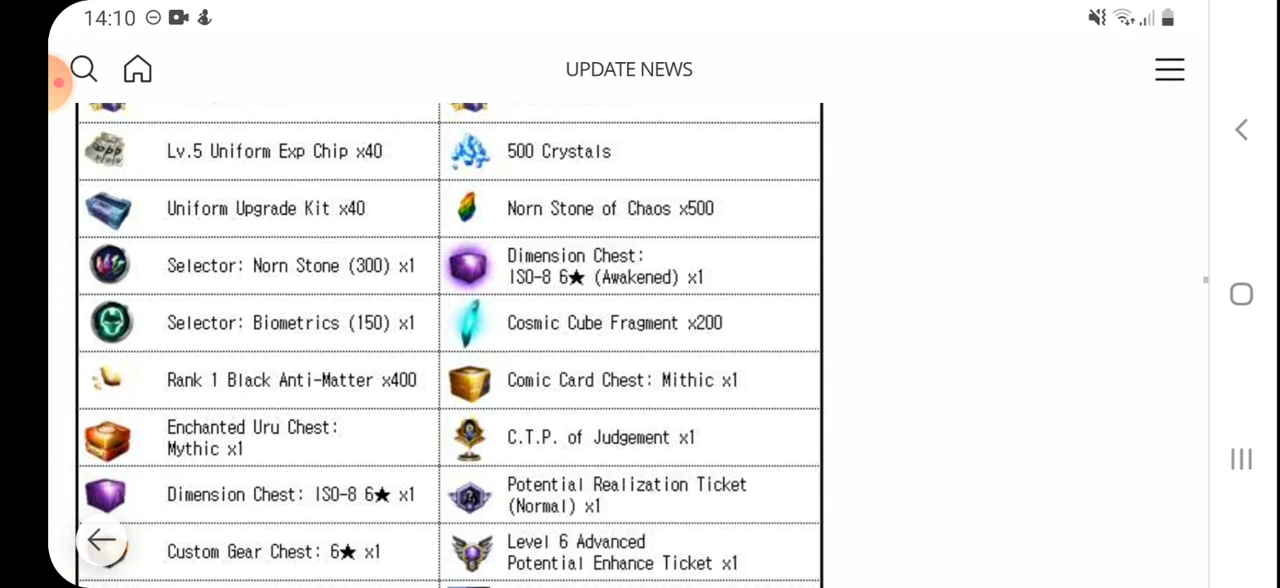 14:10
UPDATE NEWS
Lv.5 Uniform Exp Chip x40
500 Crystals
Uniform Upgrade Kit x40
Norn Stone of Chaos x500
Selector: Norn Stone (300) x1
Dimension Chest:
ISO-8 6★ (Awakened) x1
Selector: Biometrics (150) x1
Cosmic Cube Fragment x200
Rank 1 Black Anti-Matter x400
Comic Card Chest: Mithic x1
Enchanted Uru Chest:
Mythic x1
C.T.P. of Judgement x1
Dimension Chest: ISO-8 6★ x1
Potential Realization Ticket
(Normal) x1
Custom Gear Chest: 6★ x1
Level 6 Advanced
Potential Enhance Ticket x1